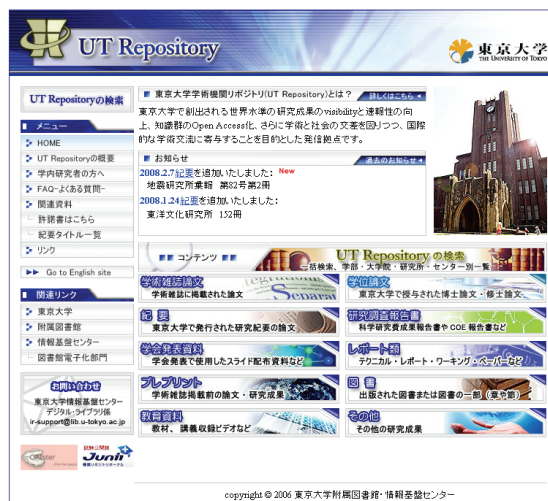 UT Repository
東京大学
THE UNIVERSITY OF TOKYO
UT Repositoryの検索
メニュー
HOME
UT Repositoryの概要
学内研究者の方へ
FAQ-よくある質問-
関連資料
許諾書はこちら
紀要タイトル一覧
リンク
Go to English site
関連リンク
東京大学
附属図書館
情報基盤センター
図書館電子化部門
お問い合わせ
東京大学情報基盤センター
デジタル・ライブラリ係
ir-support@lib.u-tokyo.ac.jp
JuNii
東京大学学術機関リポジトリ(UT Repository)とは？ 詳しくはこちら
東京大学で創出される世界水準の研究成果のvisibilityと速報性の向
上、知識群のOpen Access化、さらに学術と社会の交差を図りつつ、国際
的な学術交流に寄与することを目的とした発信拠点です。
お知らせ 過去のお知らせ
2008.2.7紀要を追加いたしました： New
地震研究所彙報 第82号第2冊
2008.1.24紀要を追加いたしました：
東洋文化研究所 152冊
コンテンツ
UT Repository の検索
一括検索、学部・大学院・研究所・センター別一覧
学術雑誌論文
学術雑誌に掲載された論文
学位論文
東京大学で授与された博士論文・修士論文
紀 要
東京大学で発行された研究紀要の論文
研究調査報告書
科学研究費成果報告書や COE 報告書など
学会発表資料
学会発表で使用したスライド配布資料など
レポート類
テクニカル・レポート・ワーキング・ペーパーなど
プレプリント
学術雑誌掲載前の論文・研究成果
図 書
出版された図書または図書の一部（章や節）
教育資料
教材、講義収録ビデオなど
その他
その他の研究成果
copyright © 2006 東京大学附属図書館・情報基盤センター